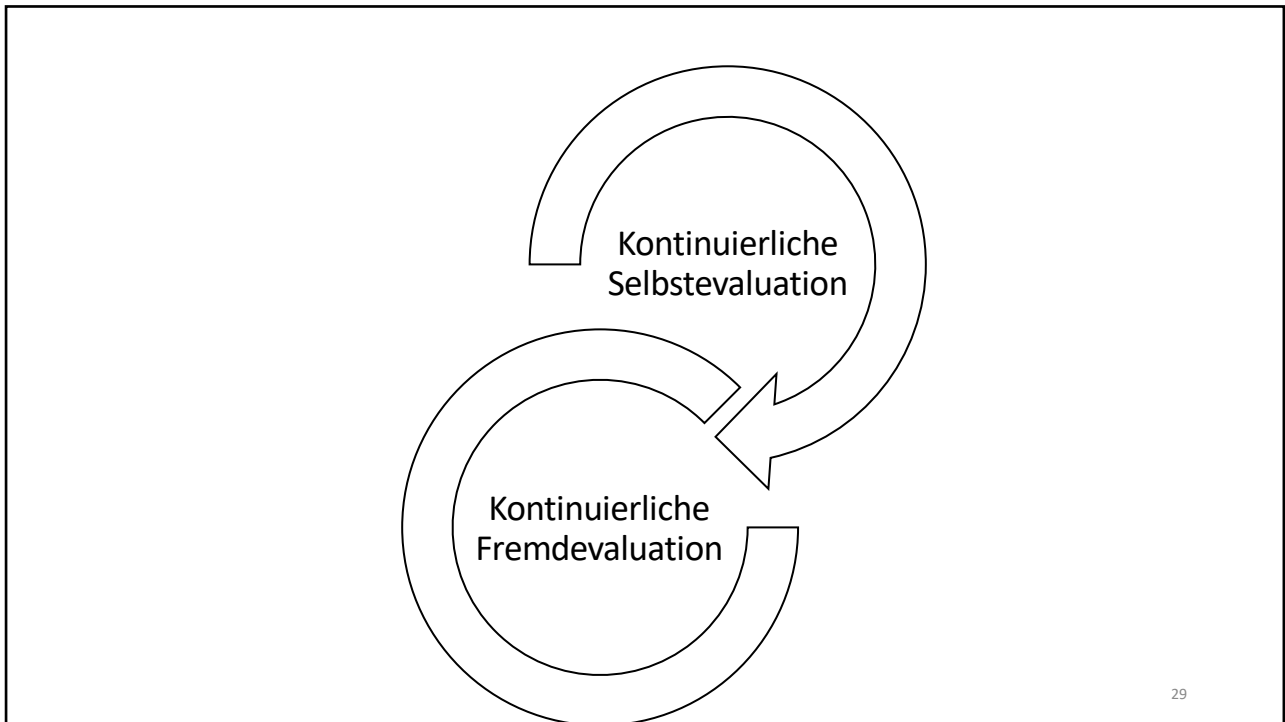 Kontinuierliche
Selbstevaluation
Kontinuierliche
Fremdevaluation
29